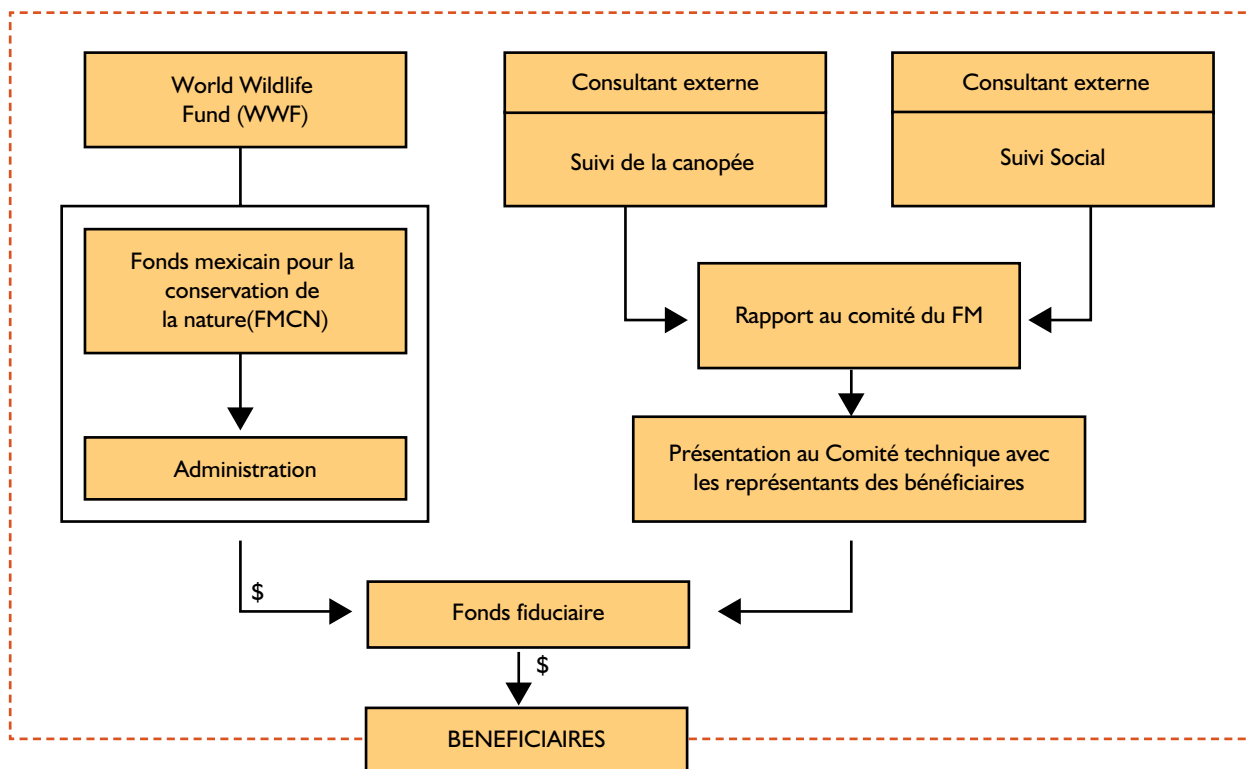 World Wildlife
Fund (WWF)
Consultant externe
Suivi de la canopée
Consultant externe
Suivi Social
Fonds mexicain pour la
conservation de
la nature(FMCN)
Administration
Rapport au comité du FM
Présentation au Comité technique avec
les représentants des bénéficiaires
$
Fonds fiduciaire
$
BENEFICIAIRES